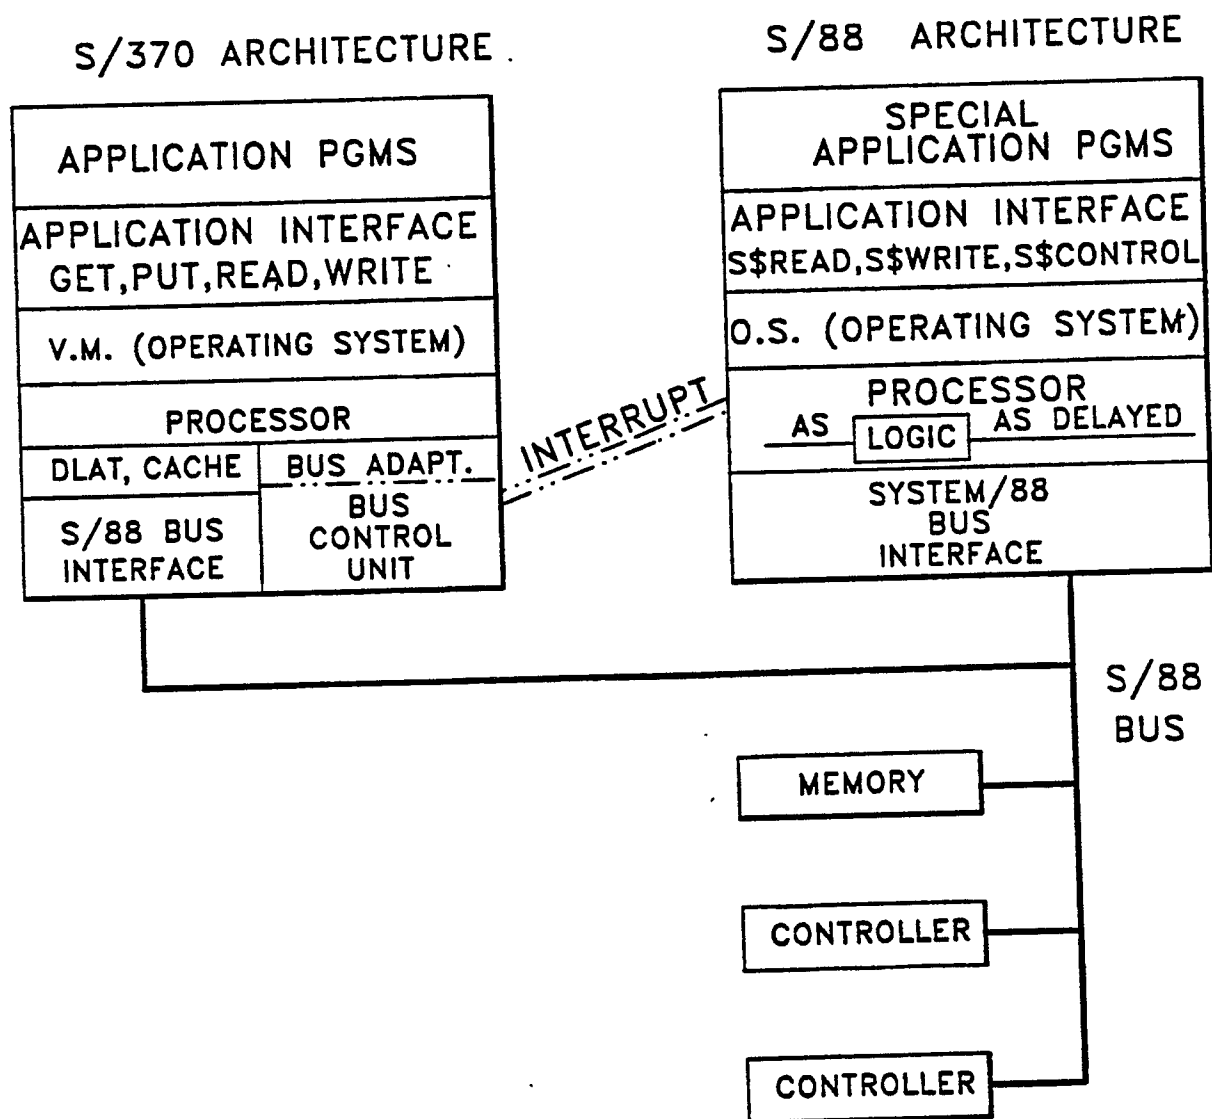 S/370 ARCHITECTURE
APPLICATION PGMS
APPLICATION INTERFACE
GET,PUT,READ,WRITE
V.M. (OPERATING SYSTEM)
PROCESSOR
DLAT, CACHE
S/88 BUS
INTERFACE
BUS ADAPT.
BUS
CONTROL
UNIT
INTERRUPT
S/88 ARCHITECTURE
SPECIAL
APPLICATION PGMS
APPLICATION INTERFACE
S$READ,S$WRITE,S$CONTROL
O.S. (OPERATING SYSTEM)
PROCESSOR
AS LOGIC AS DELAYED
SYSTEM/88
BUS
INTERFACE
S/88
BUS
MEMORY
CONTROLLER
CONTROLLER